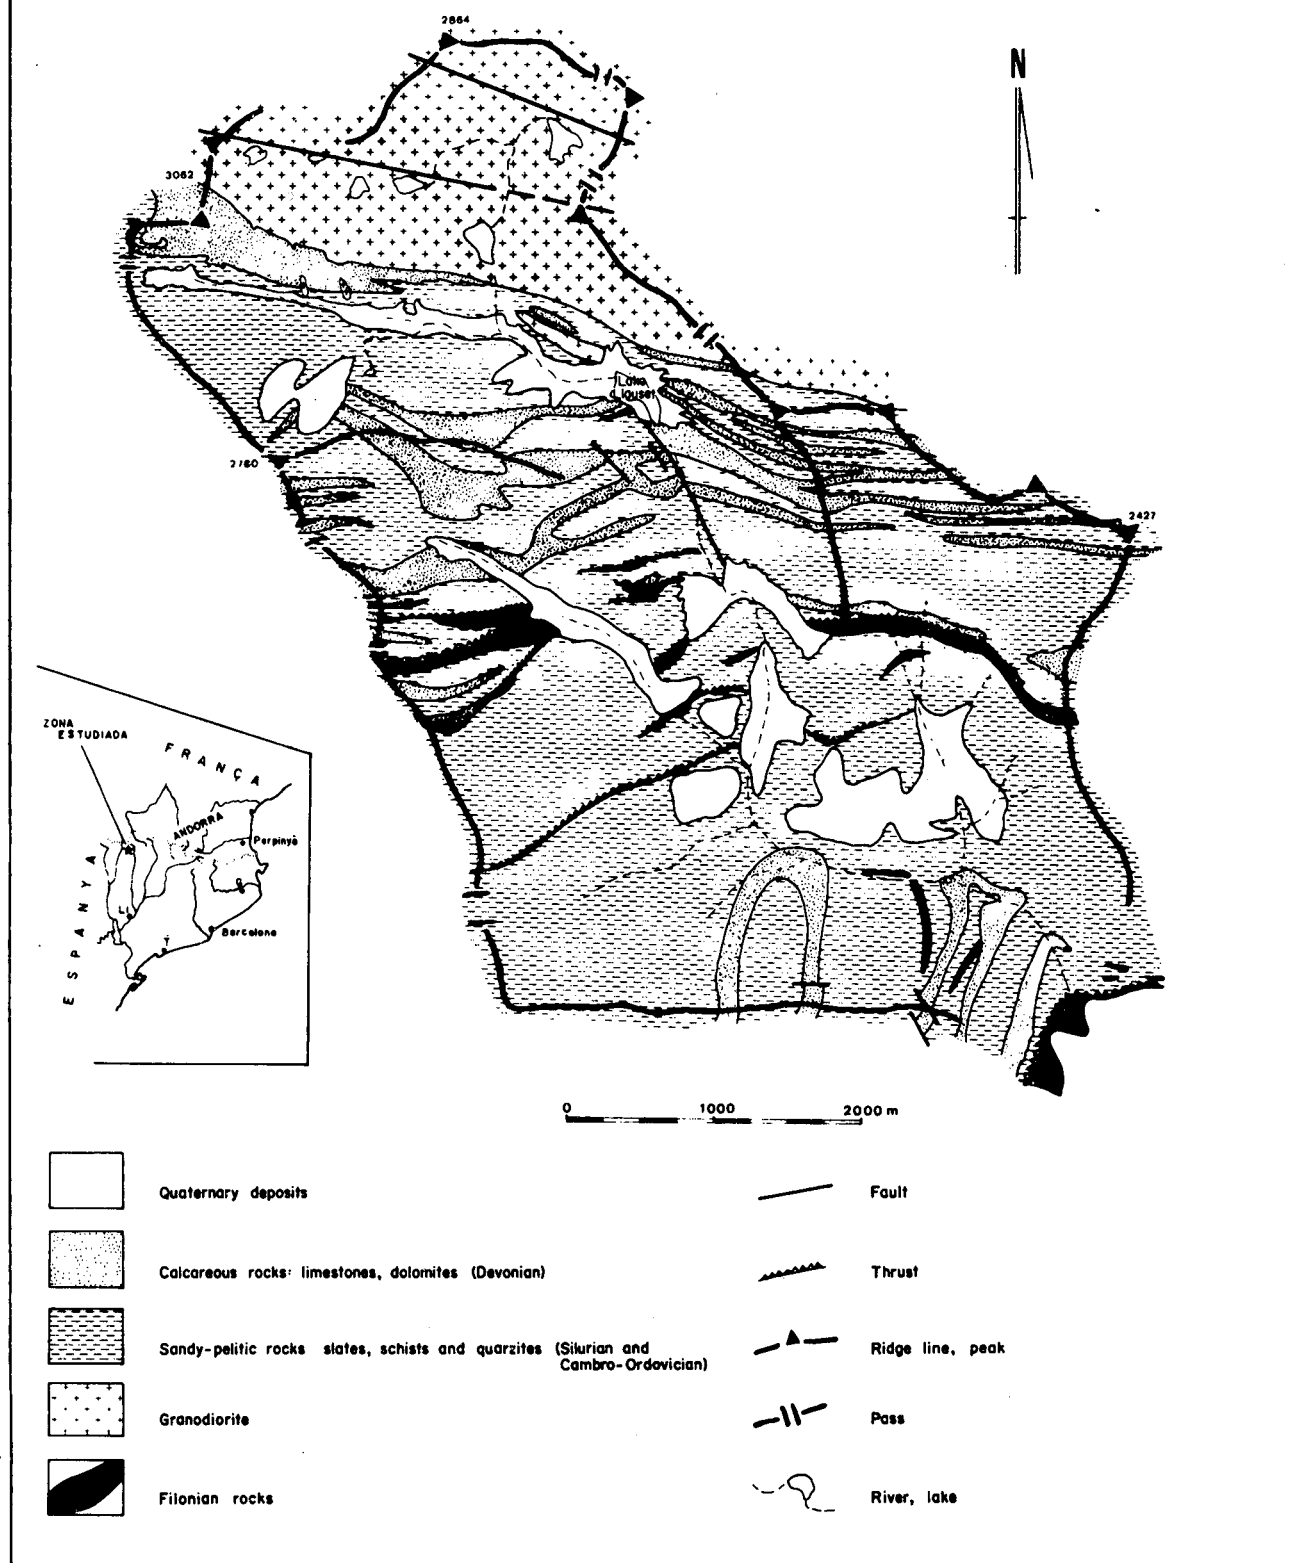 2864
N
3062
Lake
Llauset
2760
2427
ZONA
ESTUDIADA
FRANÇA
ANDORRA
Perpinyà
ESPANYA
Ll
Barcelona
T
0 1000 2000 m
Quaternary deposits
Fault
Calcareous rocks: limestones, dolomites (Devonian)
Thrust
Sandy-pelitic rocks slates, schists and quarzites (Silurian and
Cambro-Ordovician)
Ridge line, peak
Granodiorite
Pass
Filonian rocks
River, lake